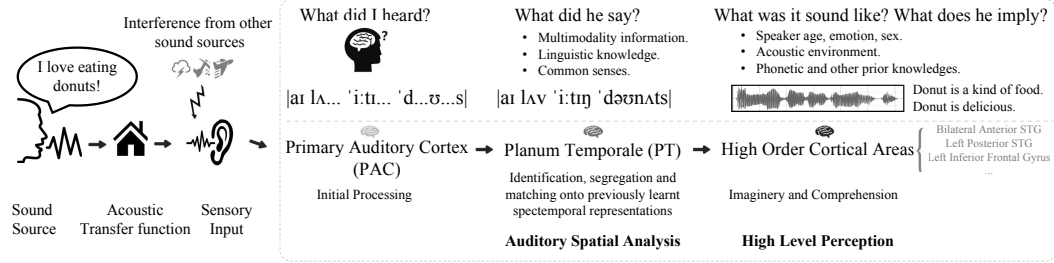 Interference from other
sound sources
I love eating
donuts!
Sound
Source
Acoustic
Transfer function
Sensory
Input
What did I heard?
?
|aɪ lʌ... ˈiːtɪ... ˈd...ʊ...s|
Primary Auditory Cortex
(PAC)
Initial Processing
What did he say?
• Multimodality information.
• Linguistic knowledge.
• Common senses.
|aɪ lʌv ˈiːtɪŋ ˈdəʊnʌts|
Planum Temporale (PT)
Identification, segregation and
matching onto previously learnt
spectemporal representations
Auditory Spatial Analysis
What was it sound like? What does he imply?
• Speaker age, emotion, sex.
• Acoustic environment.
• Phonetic and other prior knowledges.
Donut is a kind of food.
Donut is delicious.
High Order Cortical Areas
Imaginery and Comprehension
High Level Perception
Bilateral Anterior STG
Left Posterior STG
Left Inferior Frontal Gyrus
...